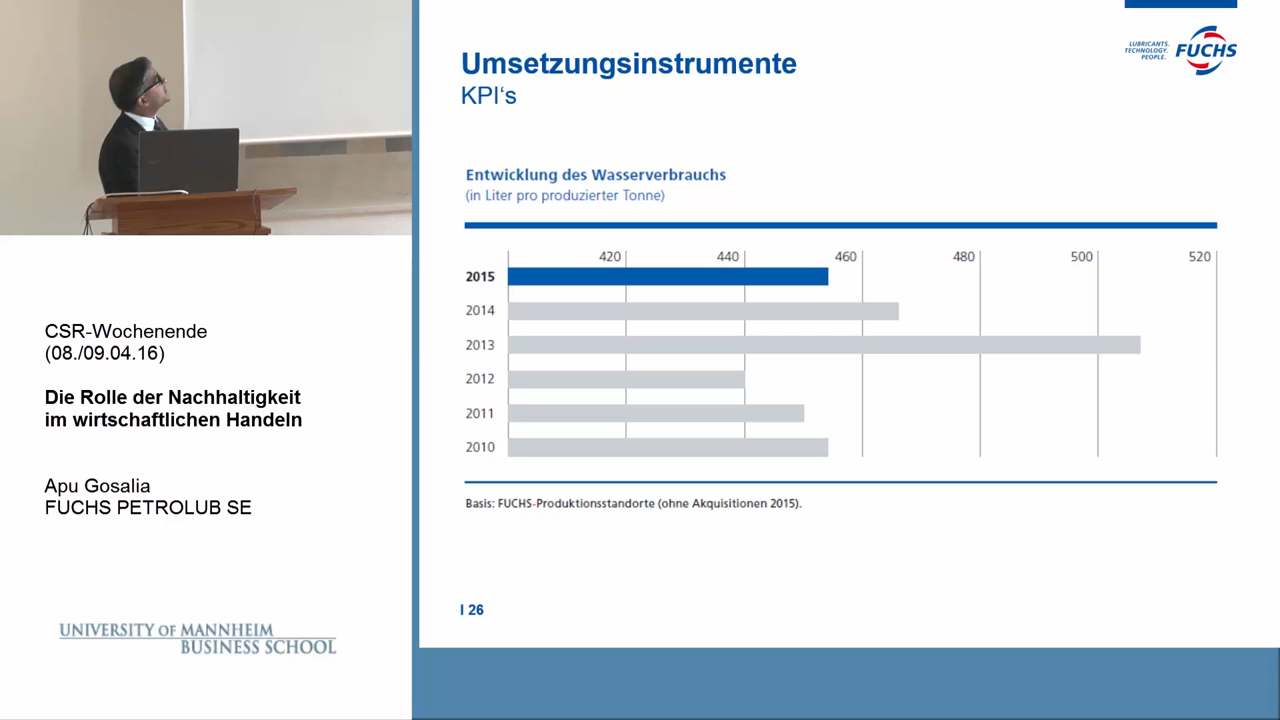 Umsetzungsinstrumente
KPI‘s
LUBRICANTS.
TECHNOLOGY.
PEOPLE.
FUCHS
Entwicklung des Wasserverbrauchs
(in Liter pro produzierter Tonne)
420 440 460 480 500 520
2015
2014
2013
2012
2011
2010
Basis: FUCHS-Produktionsstandorte (ohne Akquisitionen 2015).
I 26
CSR-Wochenende
(08./09.04.16)
Die Rolle der Nachhaltigkeit
im wirtschaftlichen Handeln
Apu Gosalia
FUCHS PETROLUB SE
UNIVERSITY OF MANNHEIM
BUSINESS SCHOOL